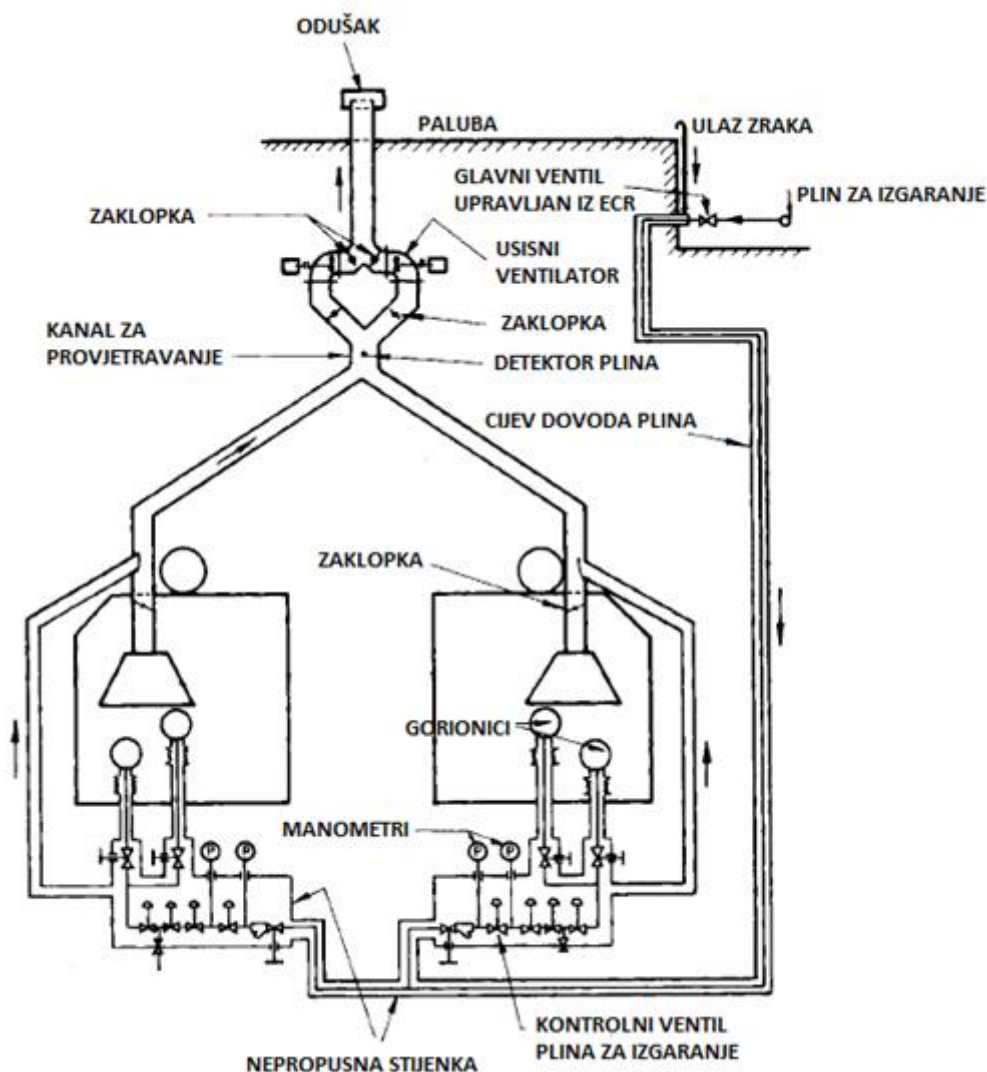 ODUŠAK
PALUBA
ULAZ ZRAKA
GLAVNI VENTIL
UPRAVLJAN IZ ECR
PLIN ZA IZGARANJE
ZAKLOPKA
USISNI
VENTILATOR
KANAL ZA
PROVJETRAVANJE
ZAKLOPKA
DETEKTOR PLINA
CIJEV DOVODA PLINA
ZAKLOPKA
GORIONICI
MANOMETRI
P P P P
KONTROLNI VENTIL
PLINA ZA IZGARANJE
NEPROPUSNA STIJENKA